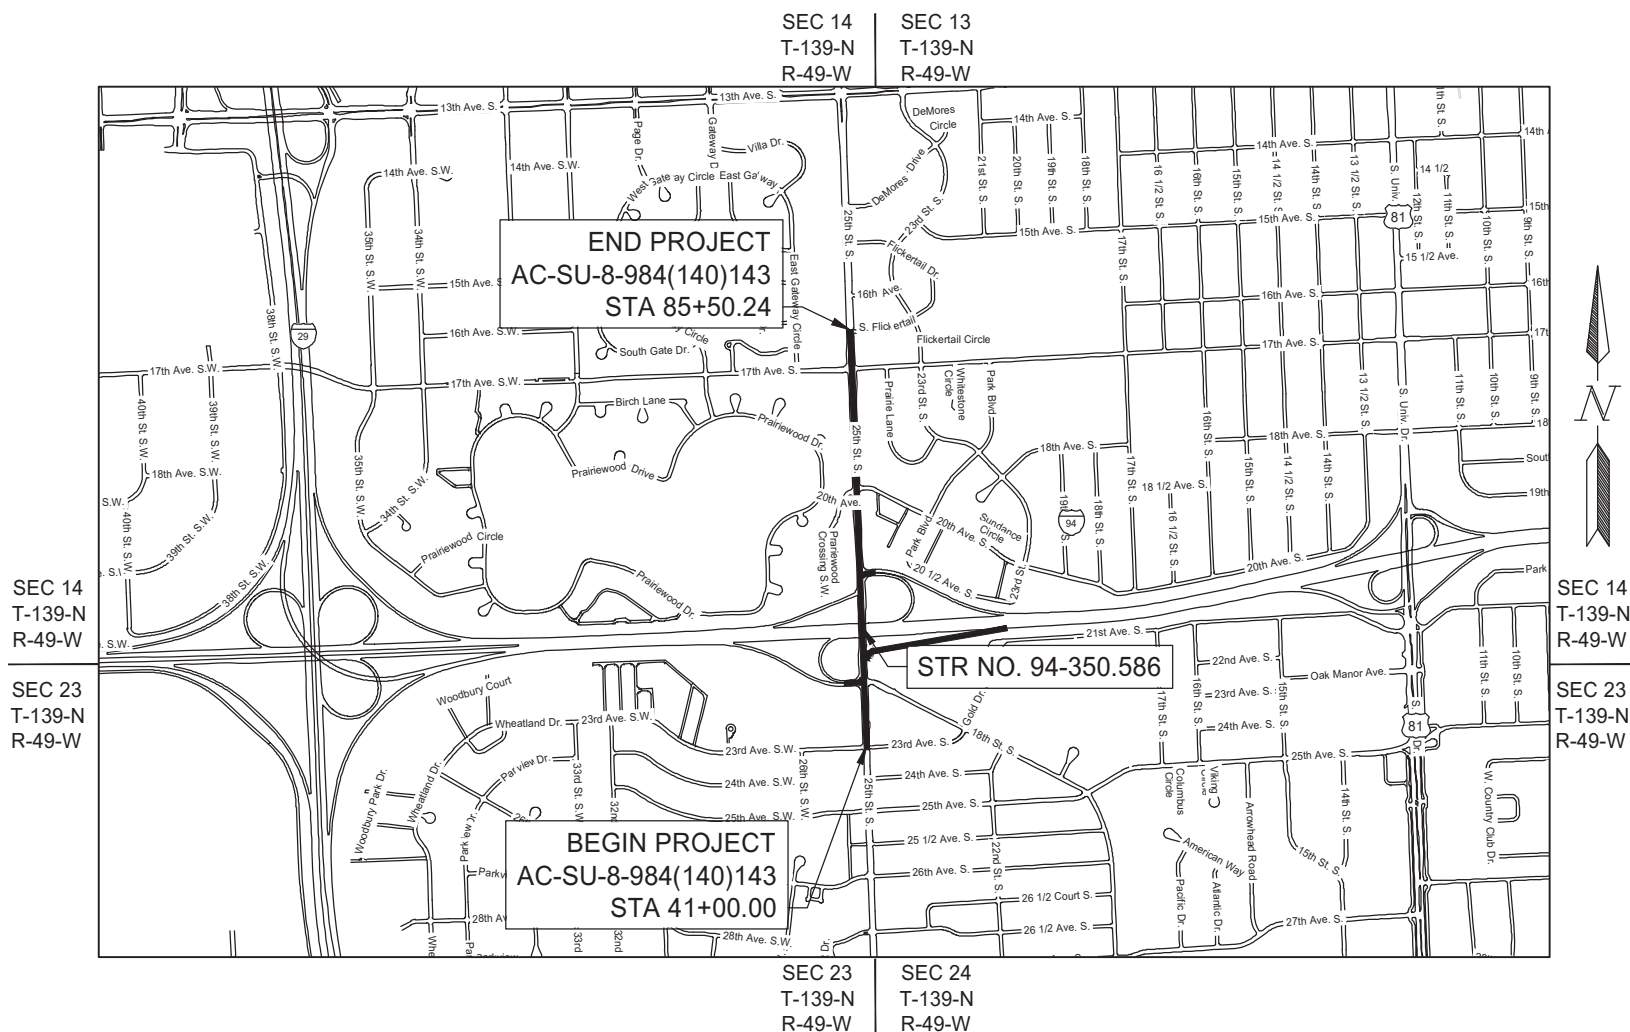 SEC 14
T-139-N
R-49-W
SEC 13
T-139-N
R-49-W
13th Ave. S.
13th Ave. S.
DeMores
Circle
14th Ave. S.
14th Ave. S.
Page Dr.
Villa Dr.
14th Ave. S.W.
14th Ave. S.W.
DeMores Drive
21st St. S.
20th St. S.
19th St. S.
18th St. S.
16 1/2 St. S.
16th St. S.
15th St. S.
14 1/2 St. S.
14th St. S.
13 1/2 St. S.
S. Univ.
14 1/2
12th St. S.
11th St. S.
81
15th Ave. S.
15th Ave. S.
10th St. S.
9th St. S.
25th St. S.
23rd St. S.
17th St. S.
35th St. S.W.
34th St. S.W.
END PROJECT
AC-SU-8-984(140)143
STA 85+50.24
East Gateway Circle
Flickertail Dr.
15 1/2 Ave.
16th Ave.
16th Ave. S.
38th St. S.W.
29
16th Ave. S.W.
S. Flickertail
Flickertail Circle
South Gate Dr.
17th Ave. S.
17th Ave. S.W.
17th Ave. S.W.
17th Ave. S.
N
40th St. S.W.
39th St. S.W.
Birch Lane
Prairiewood Dr.
25th St. S.
Prairie Lane
23rd St. S.
Whitestone
Circle
Park Blvd
13 1/2 St. S.
S. Univ. Dr.
11th St. S.
10th St. S.
9th St. S.
18th Ave. S.
18th Ave. S.
16th St. S.
18th Ave. S.W.
35th St. S.W.
34th St. S.W.
Prairiewood Drive
17th St. S.
15th St. S.
14 1/2 St. S.
14th St. S.
18 1/2 Ave. S.
18th St. S.
16 1/2 St. S.
94
20th Ave.
Sundance
Circle
20th Ave. S.
Park Blvd
40th St. S.W.
39th St. S.W.
Prairiewood Circle
Crossing S.W.
20 1/2 Ave. S.
23rd St.
20th Ave. S.
38th St. S.W.
Prairiewood Dr.
Park
SEC 14
T-139-N
R-49-W
SEC 14
T-139-N
R-49-W
21st Ave. S.
STR NO. 94-350.586
22nd Ave. S.
Oak Manor Ave.
23rd Ave. S.
24th Ave. S.
17th St. S.
16th St. S.
15th St. S.
11th St. S.
10th St. S.
SEC 23
T-139-N
R-49-W
SEC 23
T-139-N
R-49-W
Woodbury Court
Wheatland Dr.
23rd Ave. S.W.
Gold Dr.
18th St. S.
81
23rd Ave. S.W.
23rd Ave. S.
25th Ave. S.
Wheatland Dr.
33rd St. S.W.
24th Ave. S.W.
26th St. S.W.
24th Ave. S.
Columbus
Circle
Viking
Woodbury Park Dr.
25th Ave. S.W.
25th St. S.
25th Ave. S.
Arrowhead Road
14th St. S.
W. Country Club Dr.
BEGIN PROJECT
AC-SU-8-984(140)143
STA 41+00.00
25 1/2 Ave. S.
22nd St. S.
American Way
15th St. S.
26th Ave. S.
Pacific Dr.
Atlantic Dr.
26 1/2 Court S.
27th Ave. S.
33rd
32nd
28th Ave. S.W.
26 1/2 Ave. S.
SEC 23
T-139-N
R-49-W
SEC 24
T-139-N
R-49-W